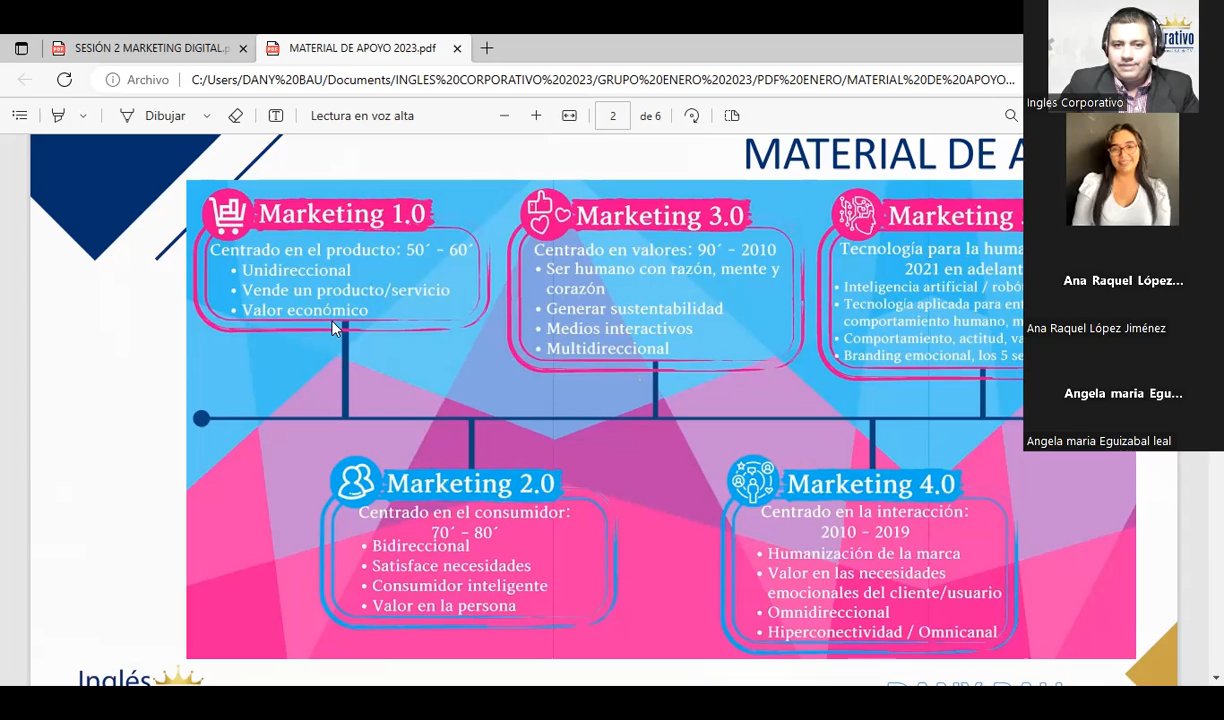 SESIÓN 2 MARKETING DIGITAL.p
MATERIAL DE APOYO 2023.pdf
Archivo
C:/Users/DANY%20BAU/Documents/INGLES%20CORPORATIVO%202023/GRUPO%20ENERO%202023/PDF%20ENERO/MATERIAL%20DE%20APOYO...
Dibujar
Lectura en voz alta
2 de 6
MATERIAL DE A
Marketing 1.0
Centrado en el producto: 50´ - 60´
• Unidireccional
• Vende un producto/servicio
• Valor económico
Marketing 3.0
Centrado en valores: 90´ - 2010
• Ser humano con razón, mente y
corazón
• Generar sustentabilidad
• Medios interactivos
• Multidireccional
Marketing
Tecnología para la huma
2021 en adelant
• Inteligencia artificial / robó
• Tecnología aplicada para en
comportamiento humano, m
• Comportamiento, actitud, va
• Branding emocional, los 5 se
Marketing 2.0
Centrado en el consumidor:
70´ - 80´
• Bidireccional
• Satisface necesidades
• Consumidor inteligente
• Valor en la persona
Marketing 4.0
Centrado en la interacción:
2010 - 2019
• Humanización de la marca
• Valor en las necesidades
emocionales del cliente/usuario
• Omnidireccional
• Hiperconectividad / Omnicanal
Inglés
rativo
Ingles Corporativo
Ana Raquel López...
Ana Raquel López Jiménez
Angela maria Egu...
Angela maria Eguizabal leal